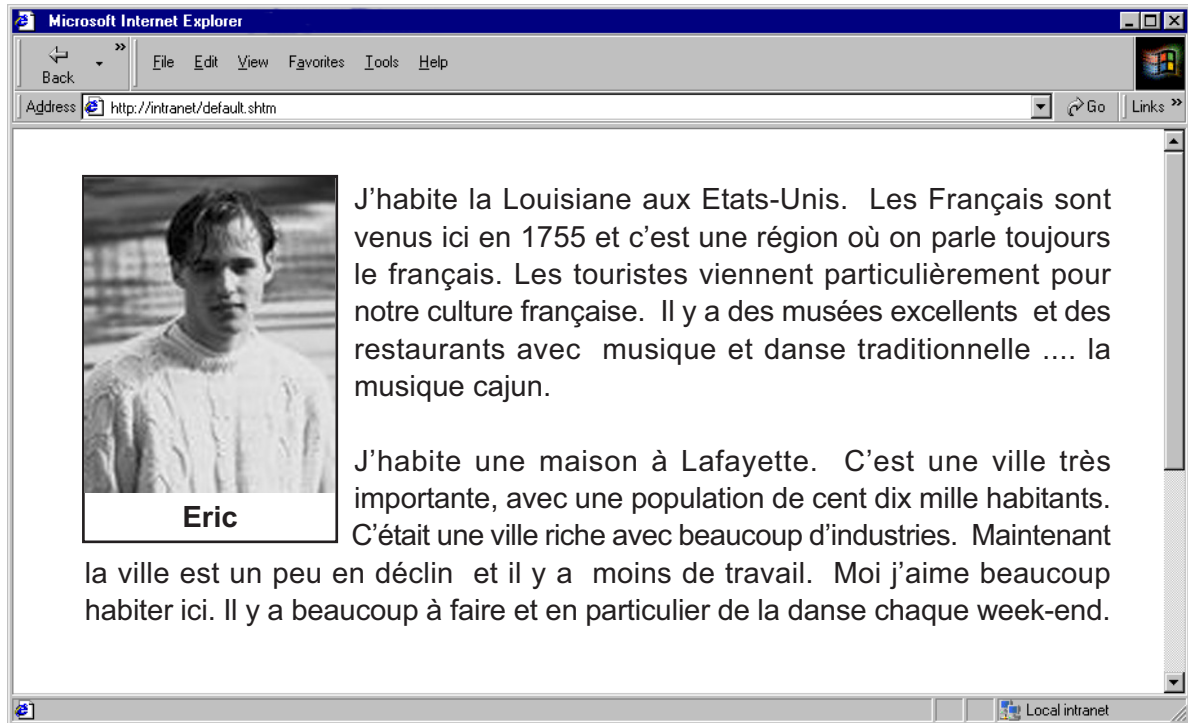 Microsoft Internet Explorer
Back
»
File Edit View Favorites Tools Help
Address http://intranet/default.shtm Go Links »
J'habite la Louisiane aux Etats-Unis. Les Français sont
venus ici en 1755 et c'est une région où on parle toujours
le français. Les touristes viennent particulièrement pour
notre culture française. Il y a des musées excellents et des
restaurants avec musique et danse traditionnelle .... la
musique cajun.
J'habite une maison à Lafayette. C'est une ville très
importante, avec une population de cent dix mille habitants.
C'était une ville riche avec beaucoup d'industries. Maintenant
la ville est un peu en déclin et il y a moins de travail. Moi j'aime beaucoup
habiter ici. Il y a beaucoup à faire et en particulier de la danse chaque week-end.
Eric
Local intranet